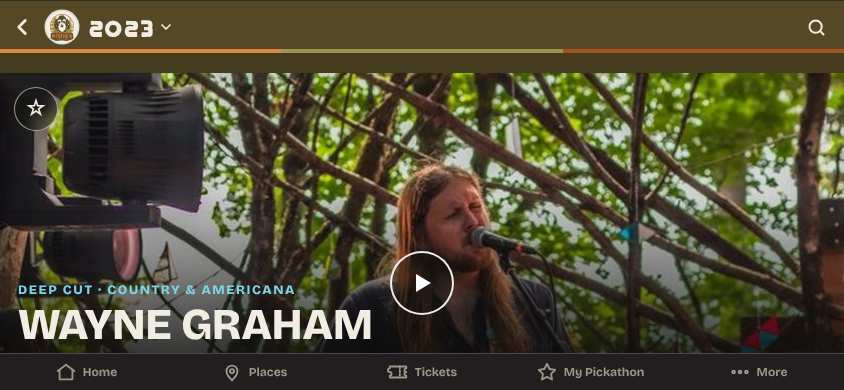 2023
DEEP CUT · COUNTRY & AMERICANA
WAYNE GRAHAM
Home
Places
Tickets
My Pickathon
More